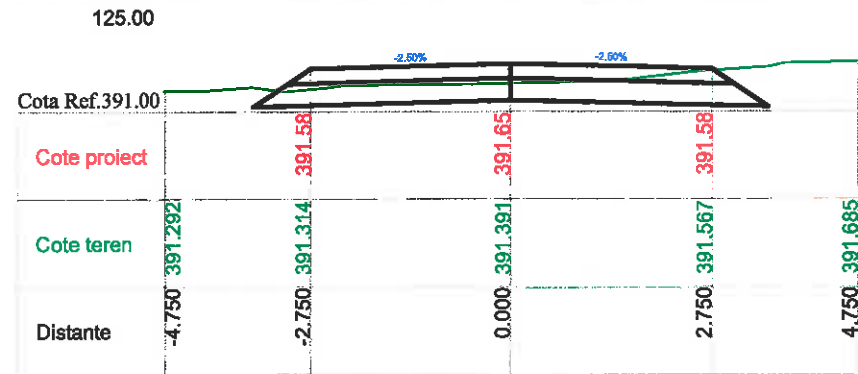 125.00
-2.50% -2.50%
Cota Ref.391.00
Cote proiect 391.58 391.65 391.58
Cote teren 391.292 391.314 391.391 391.567 391.685
Distante -4.750 -2.750 0.000 2.750 4.750